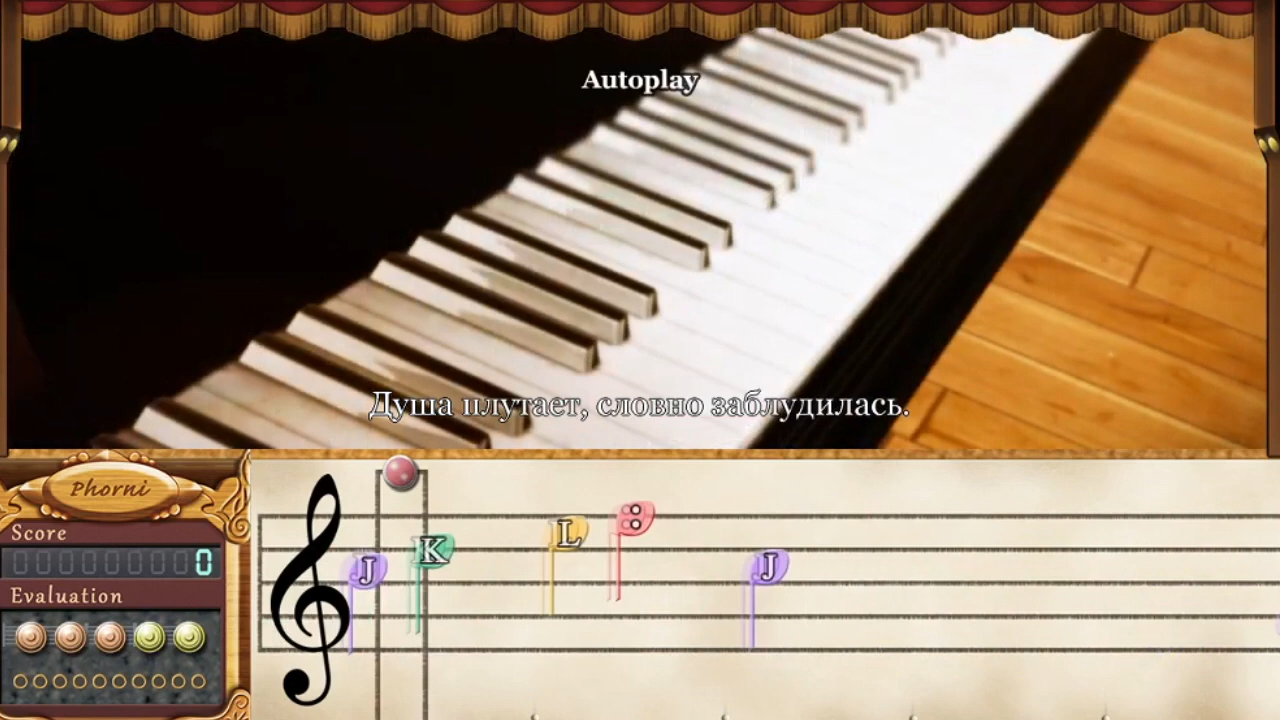 Autoplay
Душа плутает, словно заблудилась.
Phorni
Score
0
Evaluation
J
K
L
:
J